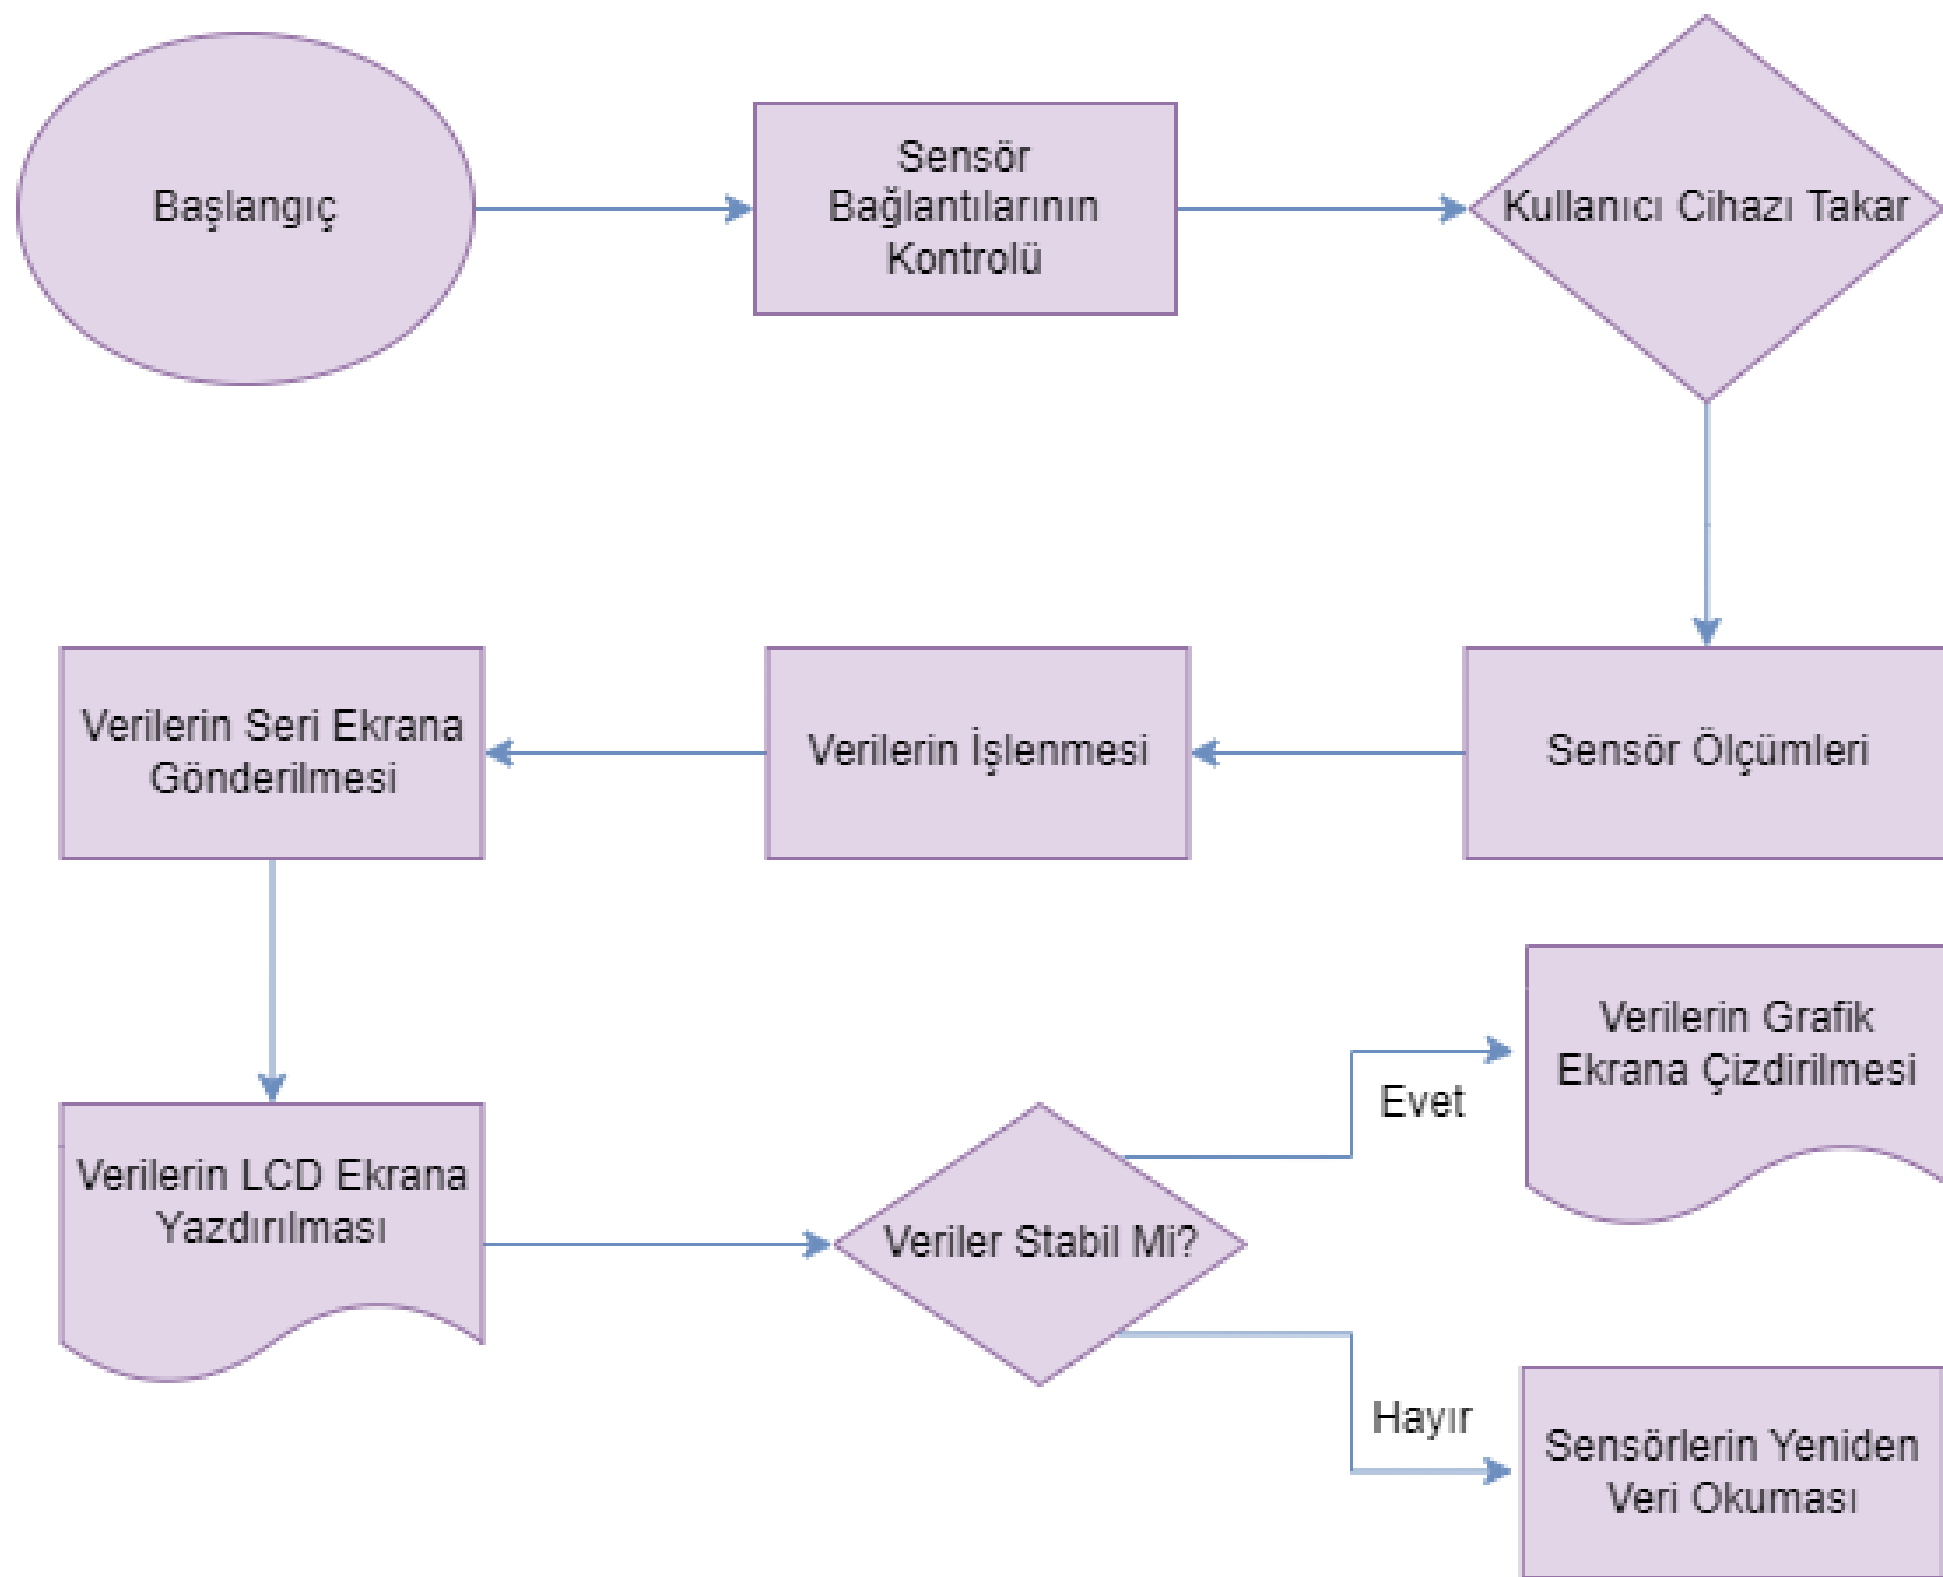 Başlangıç
Sensör
Bağlantılarının
Kontrolü
Kullanıcı Cihazı Takar
Sensör Ölçümleri
Verilerin İşlenmesi
Verilerin Seri Ekrana
Gönderilmesi
Verilerin LCD Ekrana
Yazdırılması
Veriler Stabil Mi?
Evet
Verilerin Grafik
Ekrana Çizdirilmesi
Hayır
Sensörlerin Yeniden
Veri Okuması